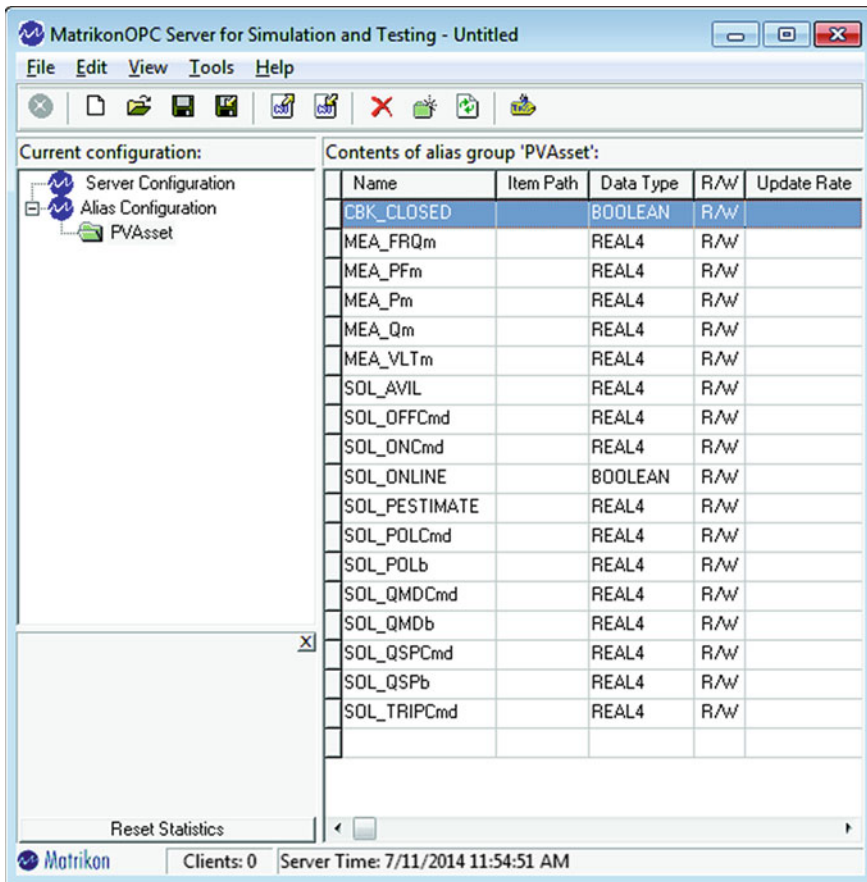 MatrikonOPC Server for Simulation and Testing - Untitled
File Edit View Tools Help
Current configuration:
Server Configuration
Alias Configuration
PVAsset
Contents of alias group 'PVAsset':
Name Item Path Data Type R/W Update Rate
CBK_CLOSED BOOLEAN R/W
MEA_FRQm REAL4 R/W
MEA_PFm REAL4 R/W
MEA_Pm REAL4 R/W
MEA_Qm REAL4 R/W
MEA_VLTm REAL4 R/W
SOL_AVIL REAL4 R/W
SOL_OFFCmd REAL4 R/W
SOL_ONCmd REAL4 R/W
SOL_ONLINE BOOLEAN R/W
SOL_PESTIMATE REAL4 R/W
SOL_POLCmd REAL4 R/W
SOL_POLb REAL4 R/W
SOL_QMDCmd REAL4 R/W
SOL_QMDb REAL4 R/W
SOL_QSPCmd REAL4 R/W
SOL_QSPb REAL4 R/W
SOL_TRIPCmd REAL4 R/W
X
Reset Statistics
Matrikon Clients: 0 Server Time: 7/11/2014 11:54:51 AM